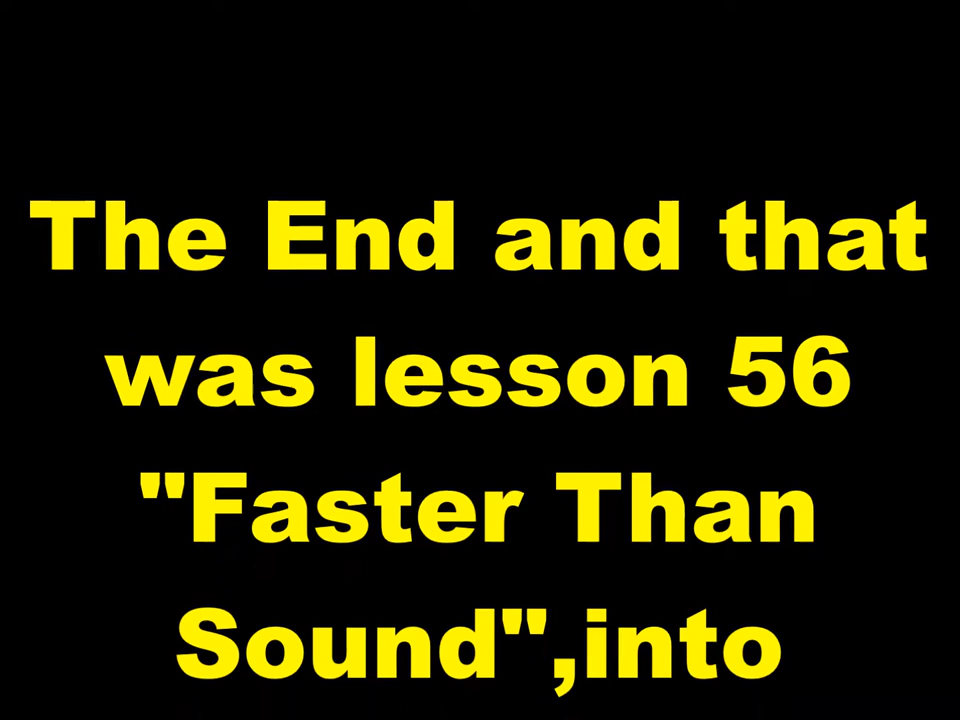 The End and that
was lesson 56
"Faster Than
Sound",into